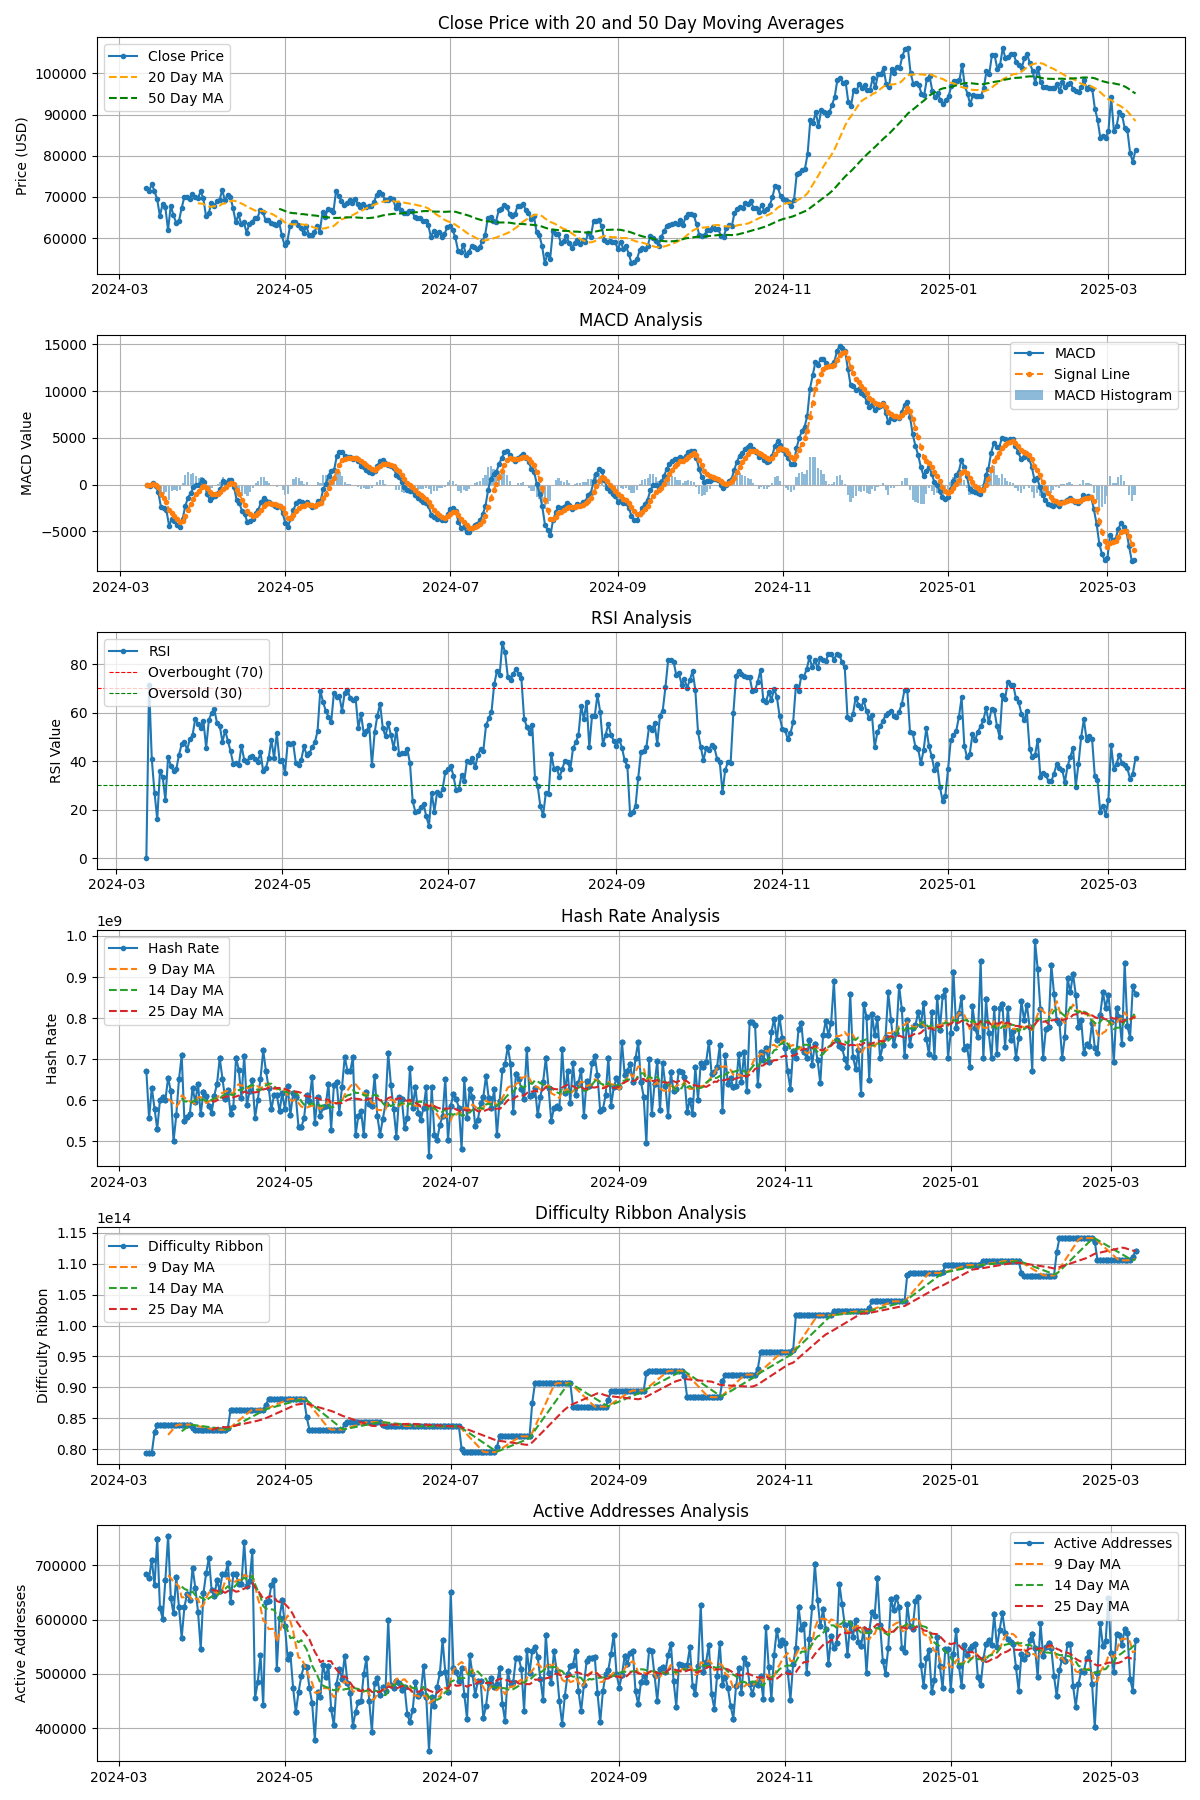 Close Price with 20 and 50 Day Moving Averages
Price (USD)
Close Price
20 Day MA
50 Day MA
100000
90000
80000
70000
60000
2024-03 2024-05 2024-07 2024-09 2024-11 2025-01 2025-03
MACD Analysis
MACD Value
MACD
Signal Line
MACD Histogram
15000
10000
5000
0
−5000
2024-03 2024-05 2024-07 2024-09 2024-11 2025-01 2025-03
RSI Analysis
RSI Value
RSI
Overbought (70)
Oversold (30)
80
60
40
20
0
2024-03 2024-05 2024-07 2024-09 2024-11 2025-01 2025-03
1e9
Hash Rate Analysis
Hash Rate
Hash Rate
9 Day MA
14 Day MA
25 Day MA
1.0
0.9
0.8
0.7
0.6
0.5
2024-03 2024-05 2024-07 2024-09 2024-11 2025-01 2025-03
1e14
Difficulty Ribbon Analysis
Difficulty Ribbon
Difficulty Ribbon
9 Day MA
14 Day MA
25 Day MA
1.15
1.10
1.05
1.00
0.95
0.90
0.85
0.80
2024-03 2024-05 2024-07 2024-09 2024-11 2025-01 2025-03
Active Addresses Analysis
Active Addresses
Active Addresses
9 Day MA
14 Day MA
25 Day MA
700000
600000
500000
400000
2024-03 2024-05 2024-07 2024-09 2024-11 2025-01 2025-03